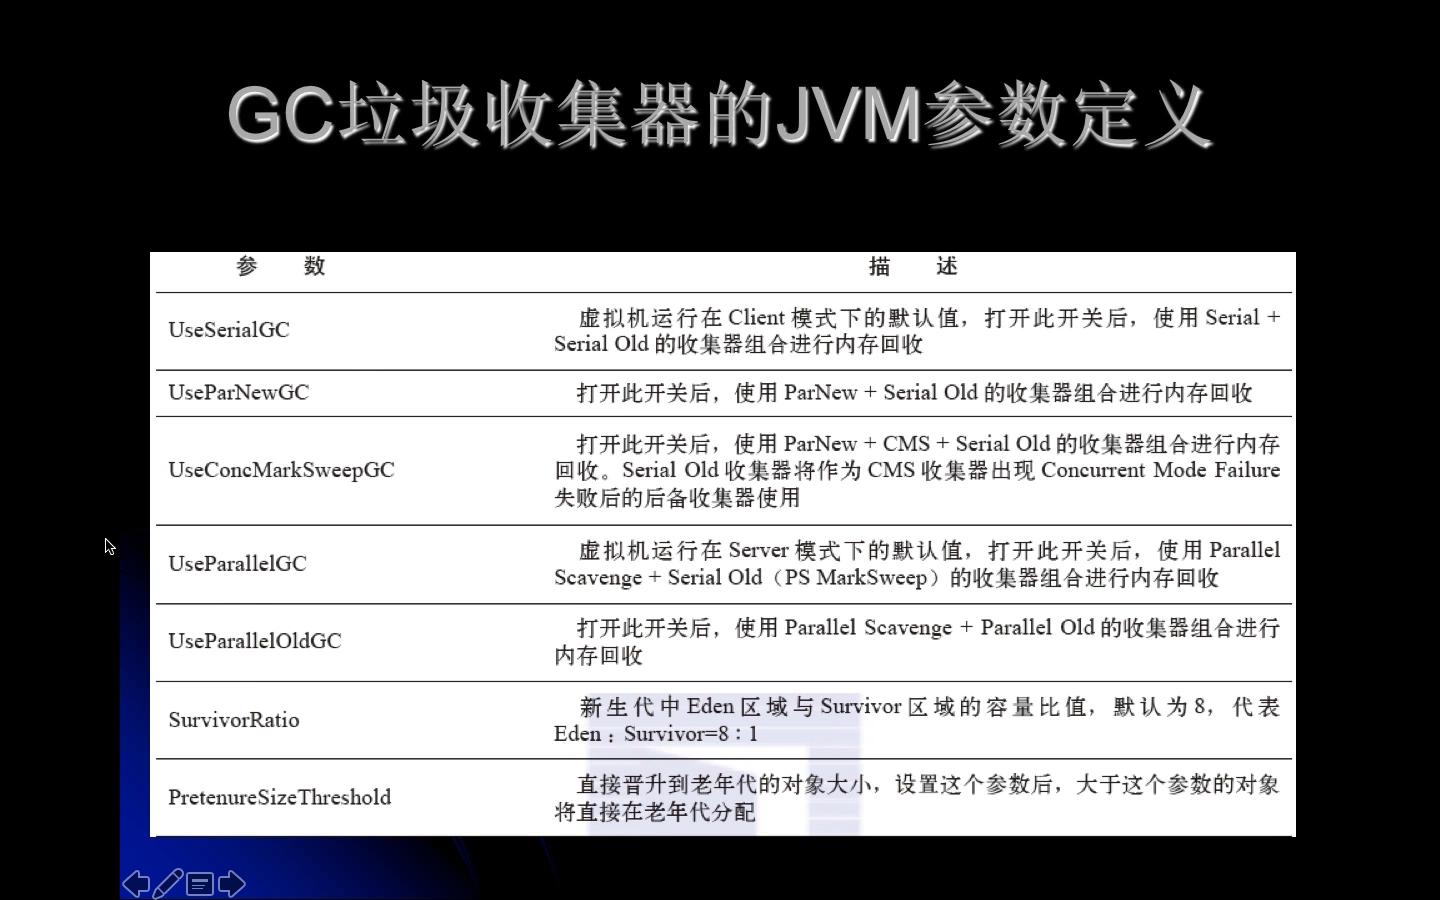 GC垃圾收集器的JVM参数定义
参 数 描 述
UseSerialGC
虚拟机运行在 Client 模式下的默认值，打开此开关后，使用 Serial +
Serial Old 的收集器组合进行内存回收
UseParNewGC
打开此开关后，使用 ParNew + Serial Old 的收集器组合进行内存回收
UseConcMarkSweepGC
打开此开关后，使用 ParNew + CMS + Serial Old 的收集器组合进行内存
回收。Serial Old 收集器将作为 CMS 收集器出现 Concurrent Mode Failure
失败后的后备收集器使用
UseParallelGC
虚拟机运行在 Server 模式下的默认值，打开此开关后，使用 Parallel
Scavenge + Serial Old（PS MarkSweep）的收集器组合进行内存回收
UseParallelOldGC
打开此开关后，使用 Parallel Scavenge + Parallel Old 的收集器组合进行
内存回收
SurvivorRatio
新生代中 Eden 区域与 Survivor 区域的容量比值，默认为 8，代表
Eden：Survivor=8：1
PretenureSizeThreshold
直接晋升到老年代的对象大小，设置这个参数后，大于这个参数的对象
将直接在老年代分配